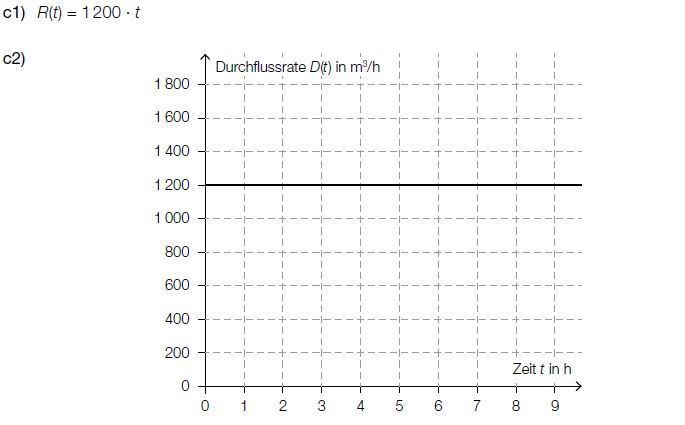 c1) R(t) = 1 200 · t
c2)
Durchflussrate D(t) in m³/h
1 800
1 600
1 400
1 200
1 000
800
600
400
200
0
Zeit t in h
0 1 2 3 4 5 6 7 8 9